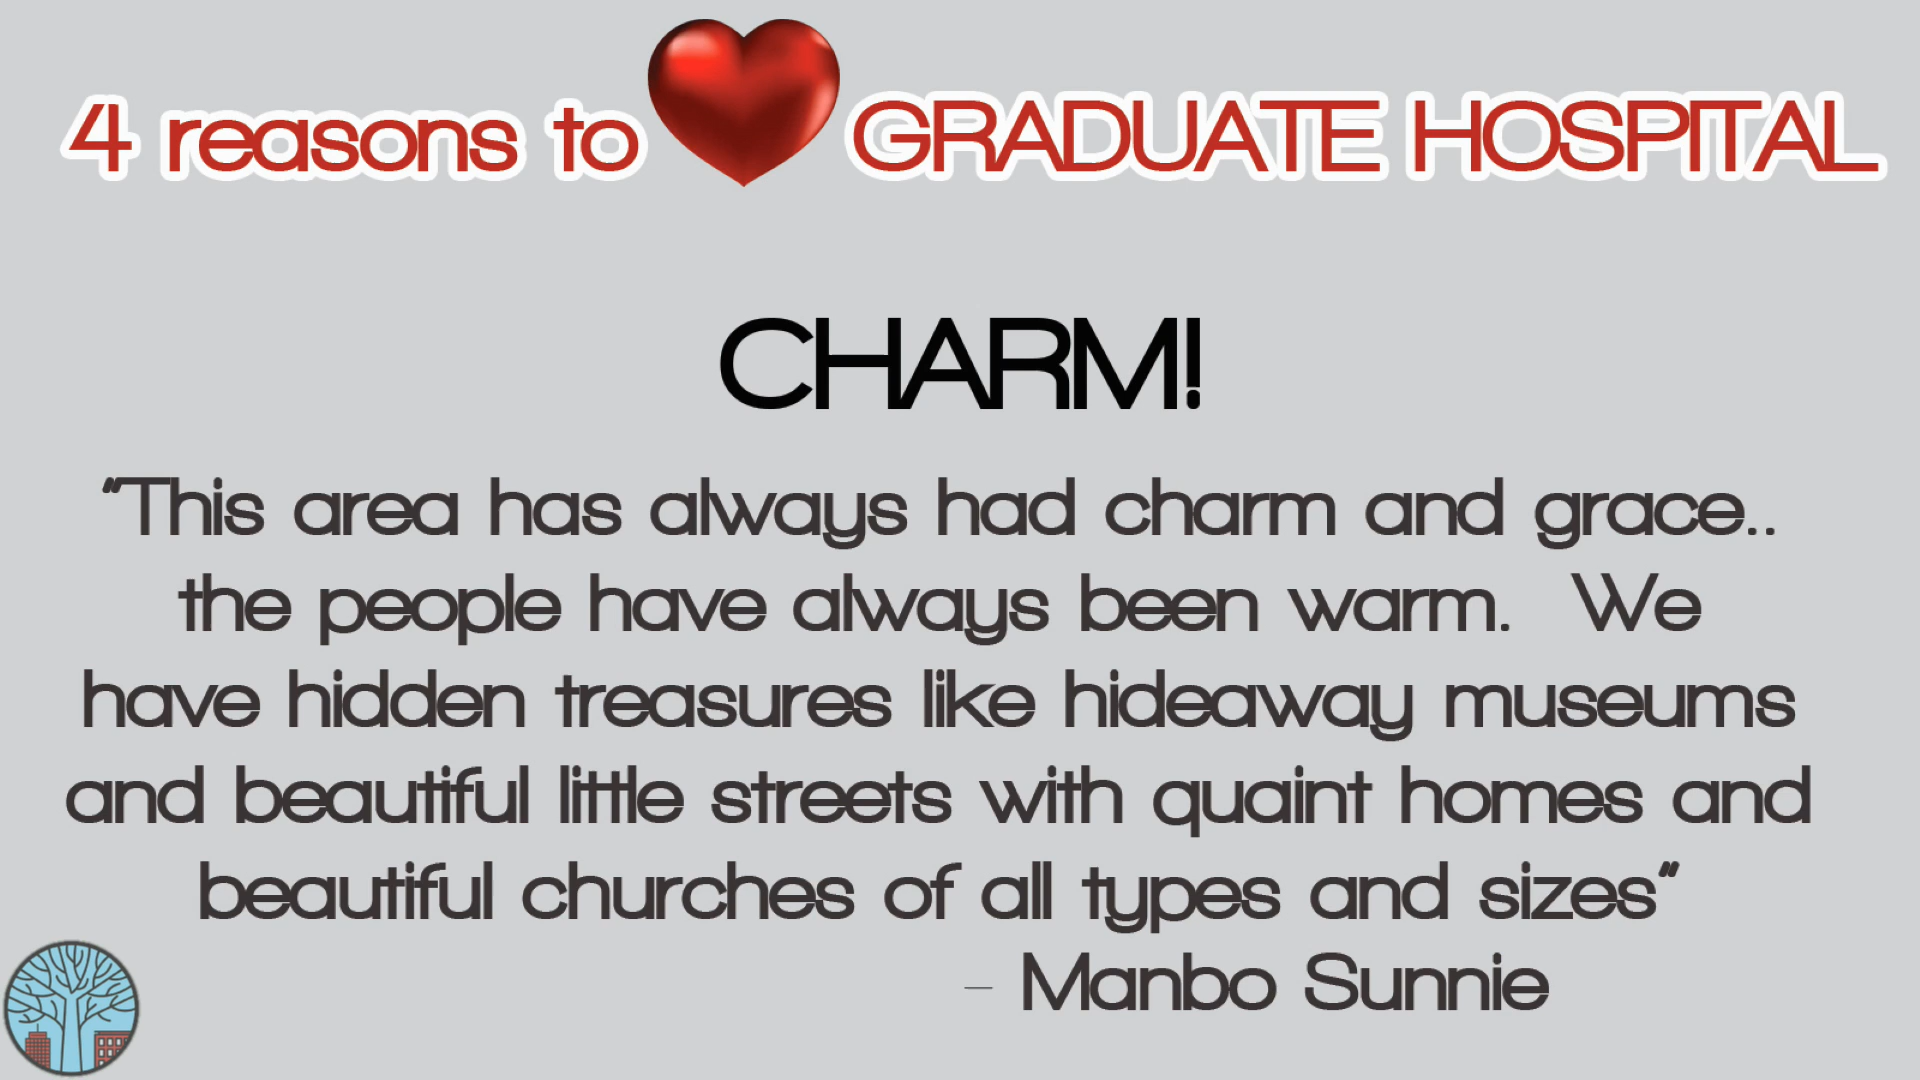 4 reasons to GRADUATE HOSPITAL
CHARM!
"This area has always had charm and grace..
the people have always been warm.  We
have hidden treasures like hideaway museums
and beautiful little streets with quaint homes and
beautiful churches of all types and sizes"
- Manbo Sunnie